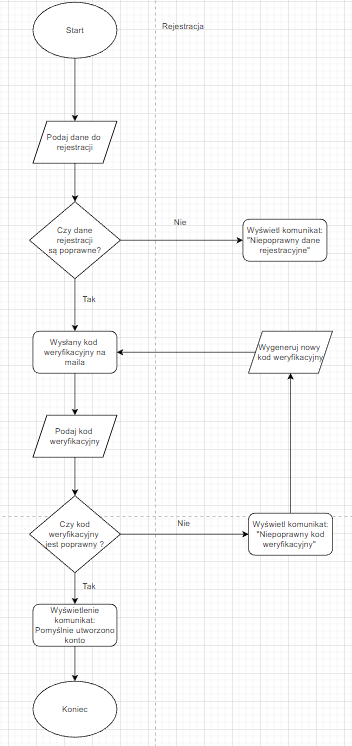 Start
Rejestracja
Podaj dane do
rejestracji
Czy dane
rejestracji
są poprawne?
Nie
Wyświetl komunikat:
"Niepoprawny dane
rejestracyjne"
Tak
Wysłany kod
weryfikacyjny na
maila
Wygeneruj nowy
kod weryfikacyjny
Podaj kod
weryfikacyjny
Czy kod
weryfikacyjny
jest poprawny ?
Nie
Wyświetl komunikat:
"Niepoprawny kod
weryfikacyjny"
Tak
Wyświetlenie
komunikat:
Pomyślnie utworzono
konto
Koniec